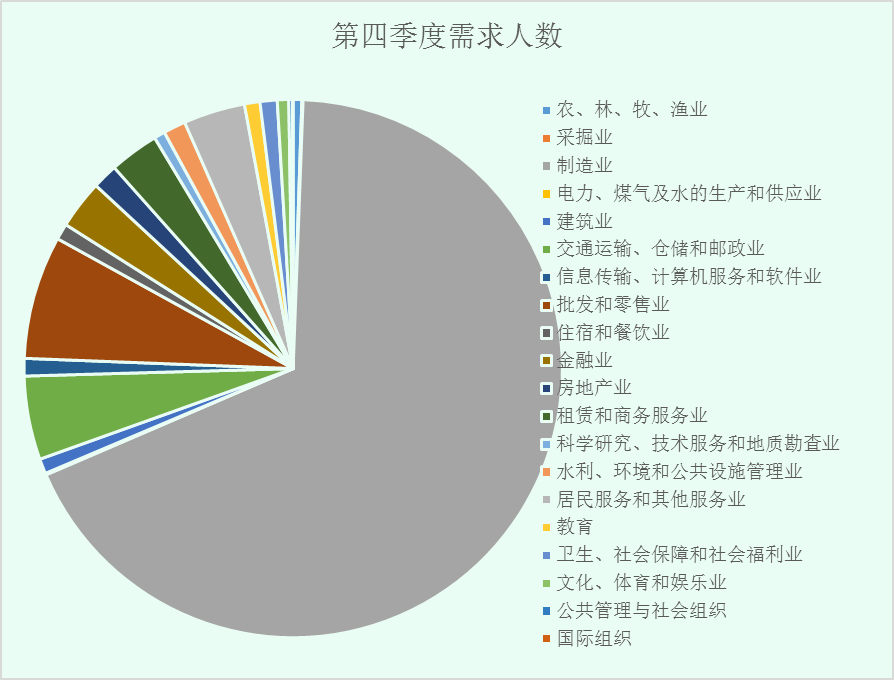 第四季度需求人数
农、林、牧、渔业
采掘业
制造业
电力、煤气及水的生产和供应业
建筑业
交通运输、仓储和邮政业
信息传输、计算机服务和软件业
批发和零售业
住宿和餐饮业
金融业
房地产业
租赁和商务服务业
科学研究、技术服务和地质勘查业
水利、环境和公共设施管理业
居民服务和其他服务业
教育
卫生、社会保障和社会福利业
文化、体育和娱乐业
公共管理与社会组织
国际组织